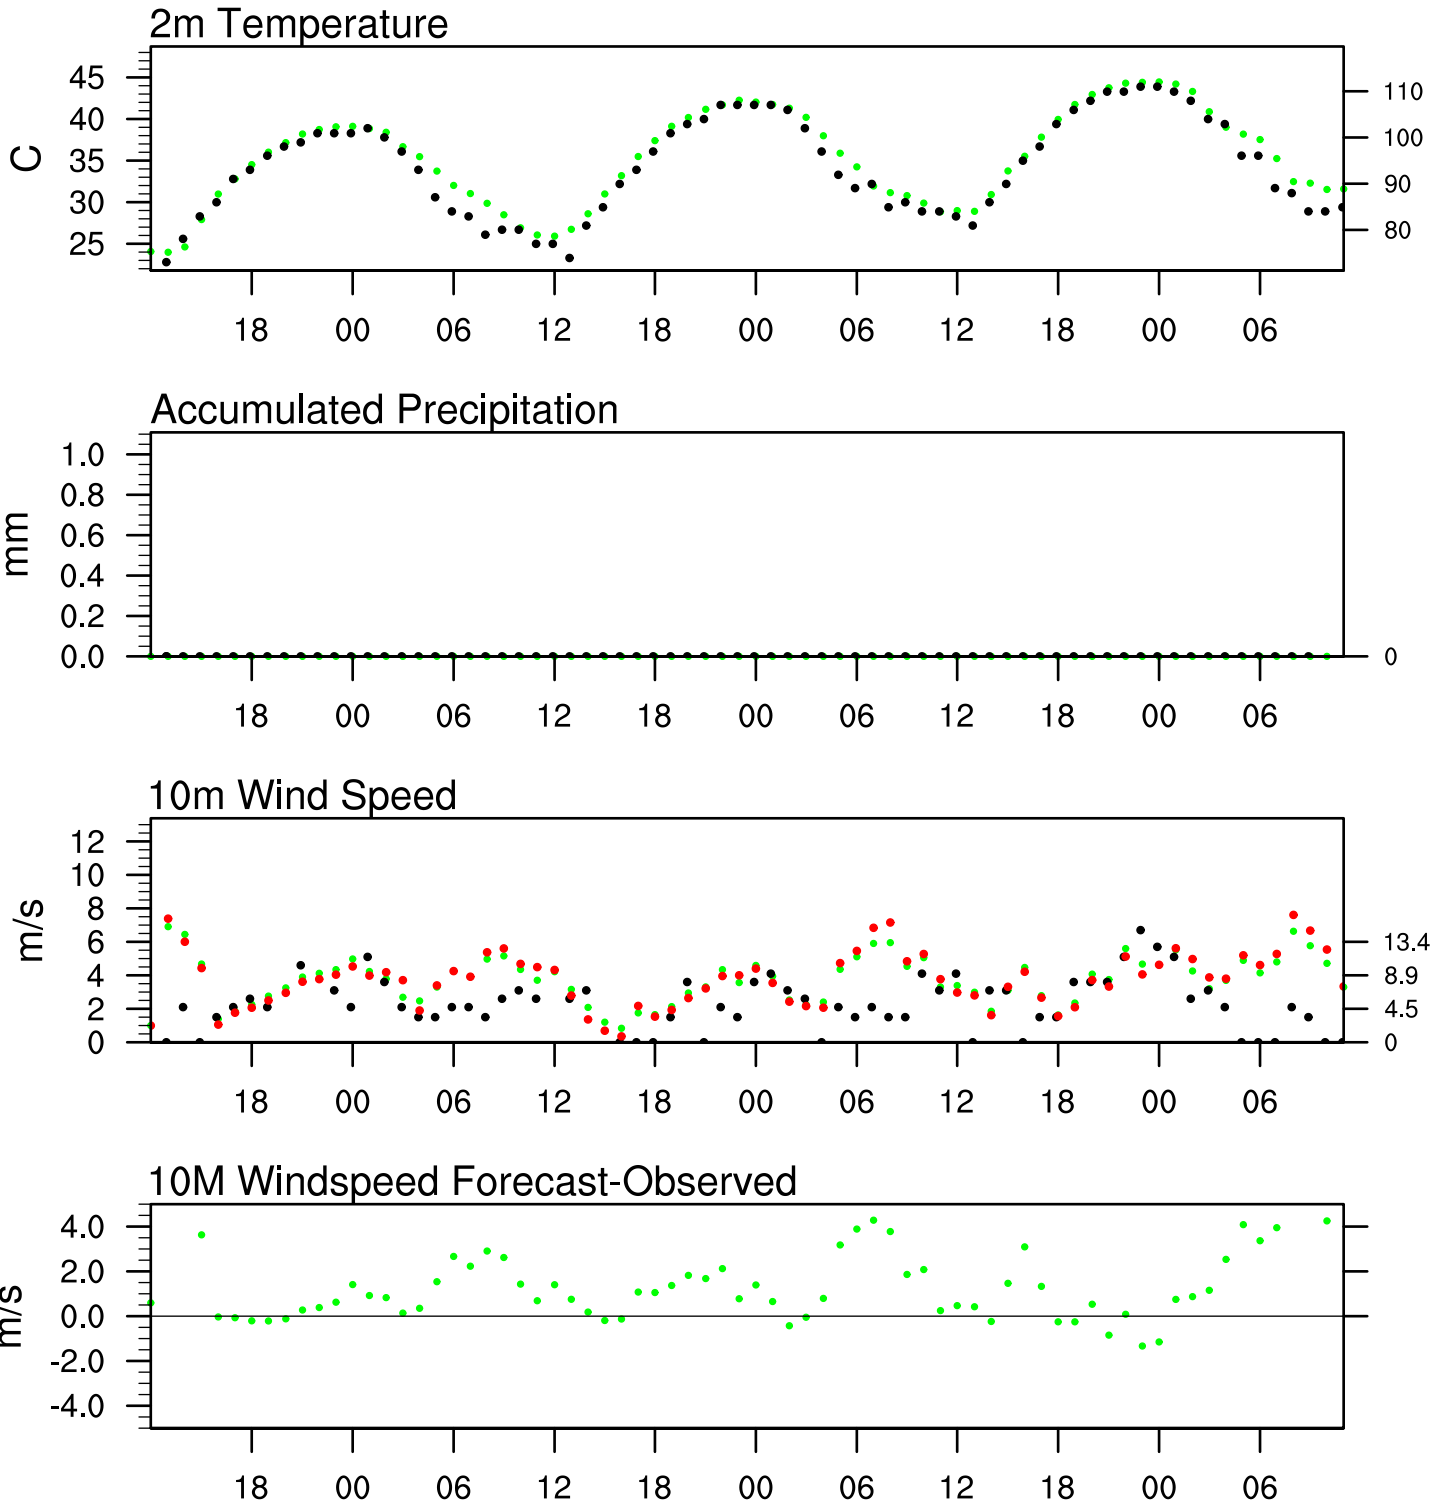 2m Temperature
C
45
40
35
30
25
110
100
90
80
18 00 06 12 18 00 06 12 18 00 06
Accumulated Precipitation
mm
1.0
0.8
0.6
0.4
0.2
0.0
0
18 00 06 12 18 00 06 12 18 00 06
10m Wind Speed
m/s
12
10
8
6
4
2
0
13.4
8.9
4.5
0
18 00 06 12 18 00 06 12 18 00 06
10M Windspeed Forecast-Observed
m/s
4.0
2.0
0.0
-2.0
-4.0
18 00 06 12 18 00 06 12 18 00 06